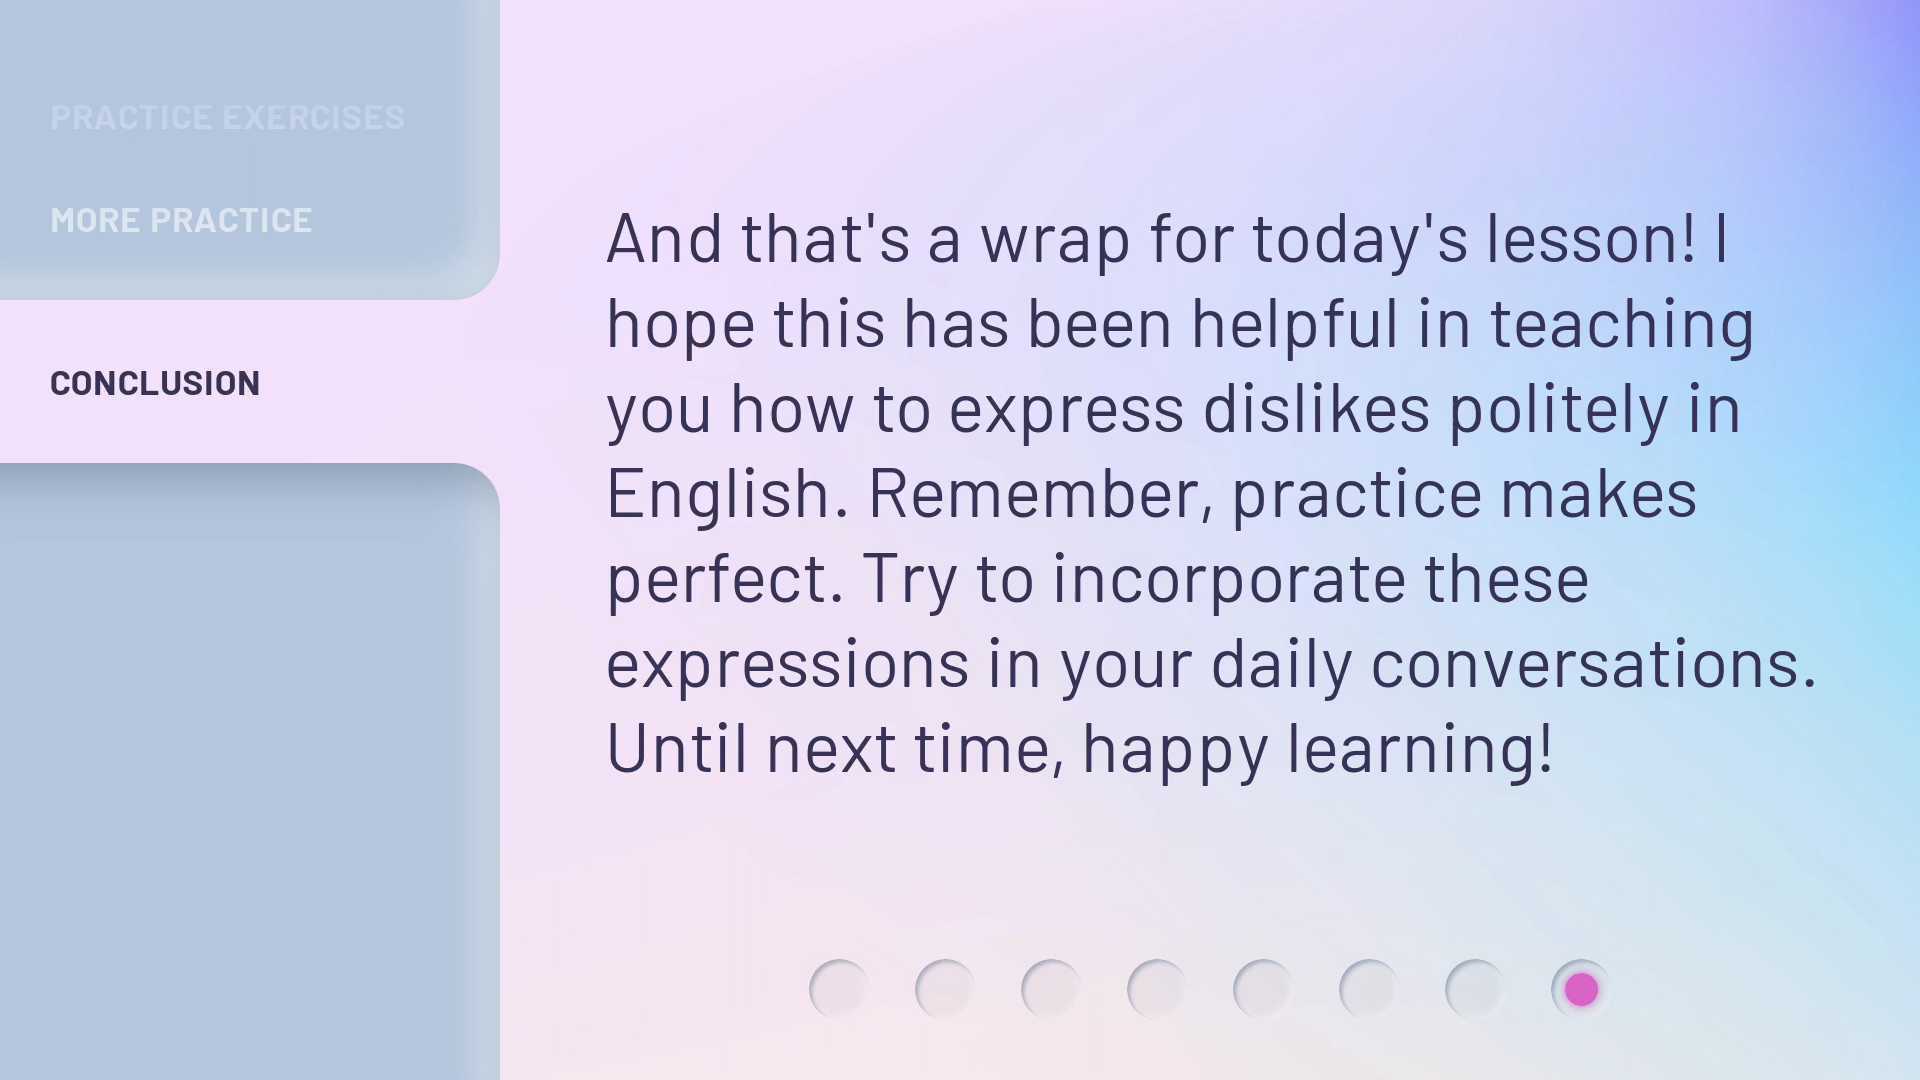 PRACTICE EXERCISES
MORE PRACTICE
CONCLUSION
And that's a wrap for today's lesson! I
hope this has been helpful in teaching
you how to express dislikes politely in
English. Remember, practice makes
perfect. Try to incorporate these
expressions in your daily conversations.
Until next time, happy learning!